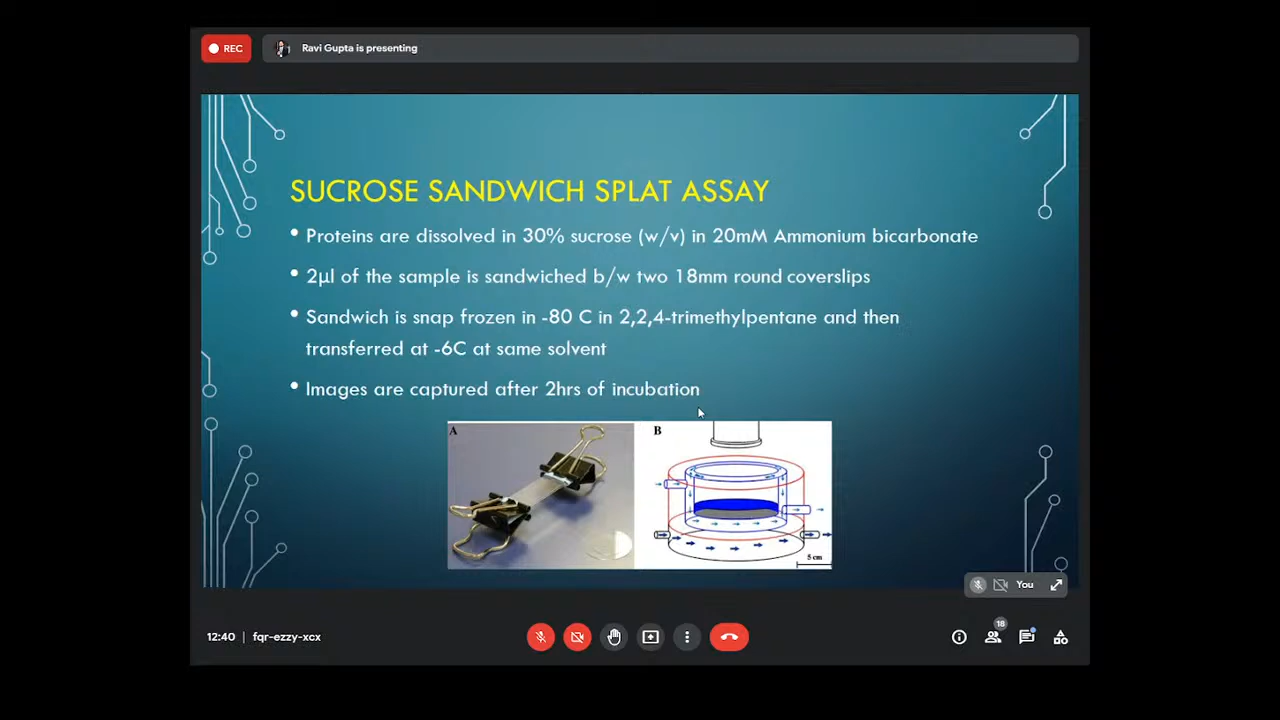 REC
Ravi Gupta is presenting
SUCROSE SANDWICH SPLAT ASSAY
• Proteins are dissolved in 30% sucrose (w/v) in 20mM Ammonium bicarbonate
• 2µl of the sample is sandwiched b/w two 18mm round coverslips
• Sandwich is snap frozen in -80 C in 2,2,4-trimethylpentane and then
transferred at -6C at same solvent
• Images are captured after 2hrs of incubation
A
B
5 cm
You
12:40 | fqr-ezzy-xcx
18